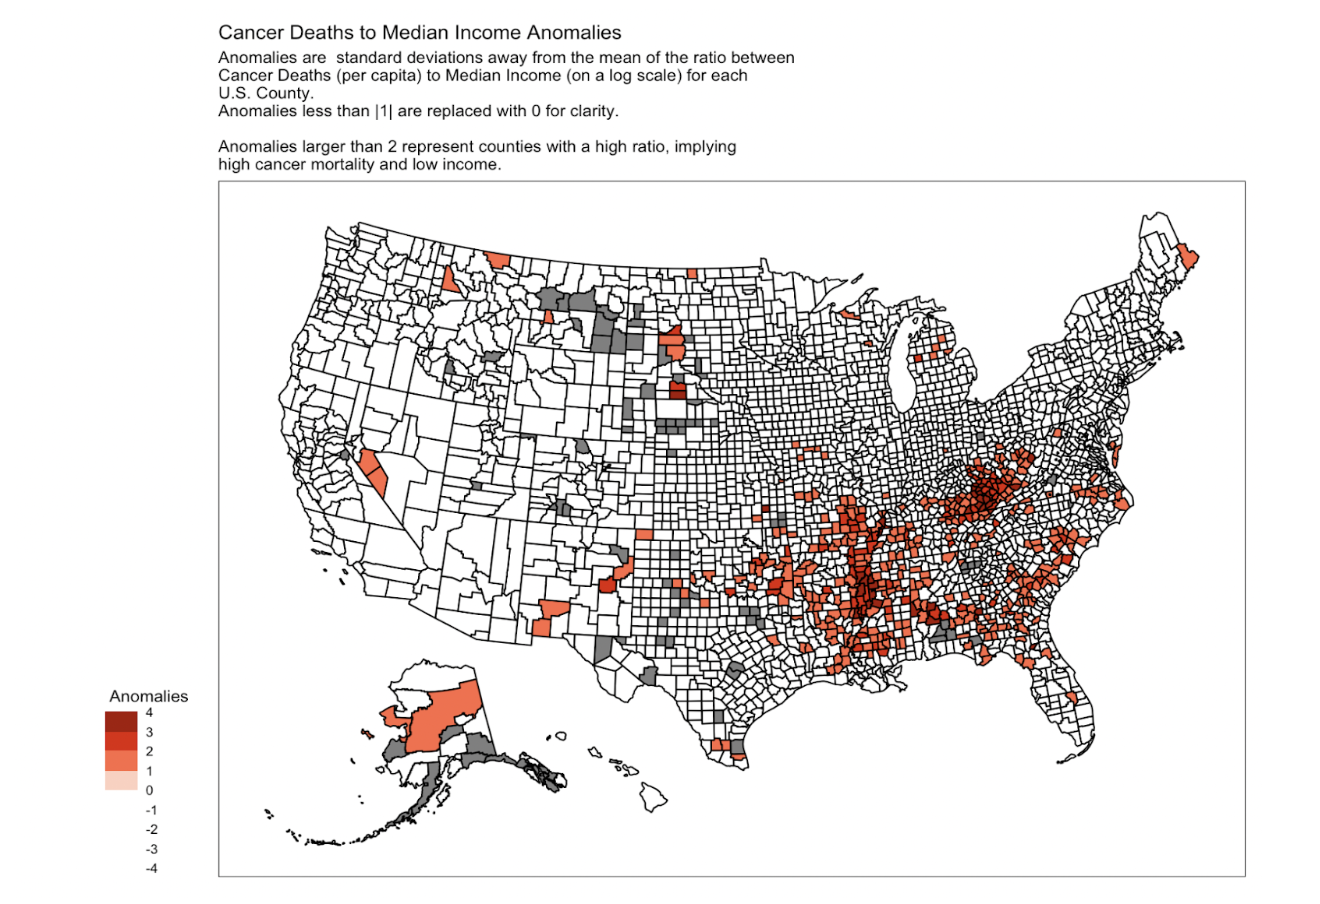 Cancer Deaths to Median Income Anomalies
Anomalies are  standard deviations away from the mean of the ratio between
Cancer Deaths (per capita) to Median Income (on a log scale) for each
U.S. County.
Anomalies less than |1| are replaced with 0 for clarity.
Anomalies larger than 2 represent counties with a high ratio, implying
high cancer mortality and low income.
Anomalies
4
3
2
1
0
-1
-2
-3
-4